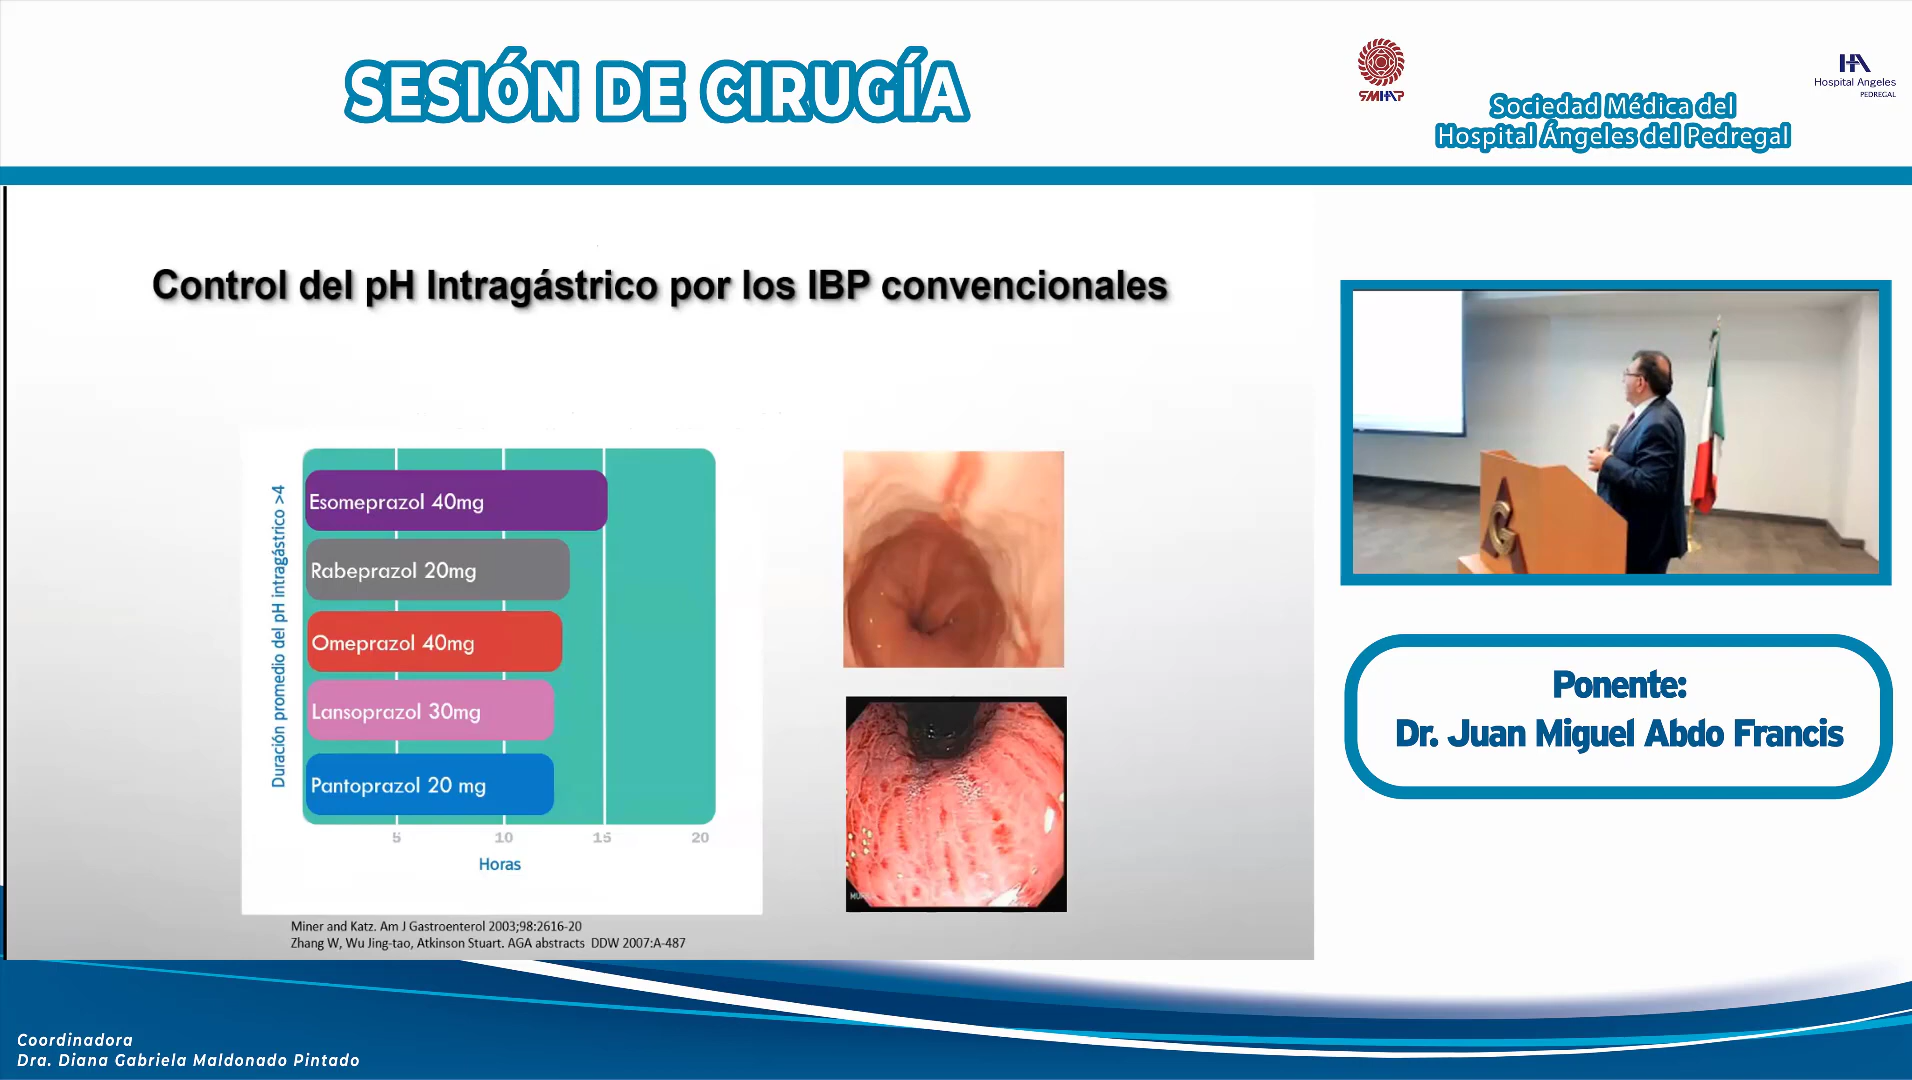 SESIÓN DE CIRUGÍA
SMHAP
Sociedad Médica del
Hospital Ángeles del Pedregal
HA
Hospital Angeles
PEDREGAL
Control del pH Intragástrico por los IBP convencionales
Duración promedio del pH intragástrico >4
Esomeprazol 40mg
Rabeprazol 20mg
Omeprazol 40mg
Lansoprazol 30mg
Pantoprazol 20 mg
5 10 15 20
Horas
Miner and Katz. Am J Gastroenterol 2003;98:2616-20
Zhang W, Wu Jing-tao, Atkinson Stuart. AGA abstracts DDW 2007:A-487
G
Ponente:
Dr. Juan Miguel Abdo Francis
Coordinadora
Dra. Diana Gabriela Maldonado Pintado